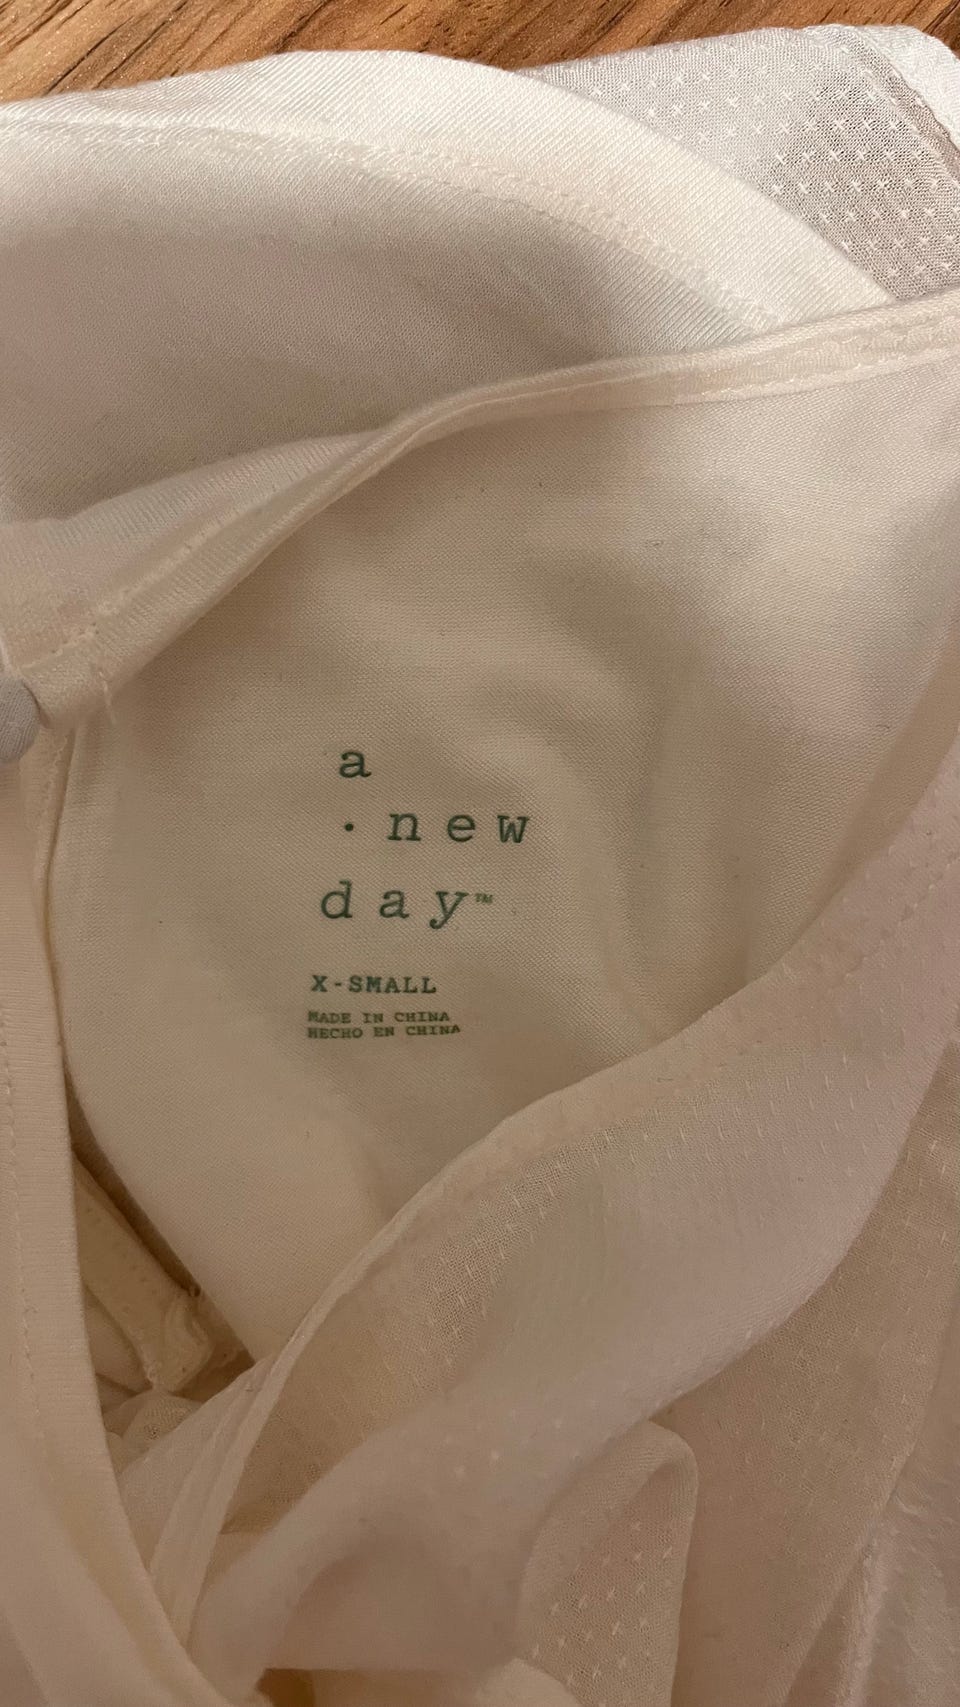 a
· new
day™
X-SMALL
MADE IN CHINA
HECHO EN CHINA